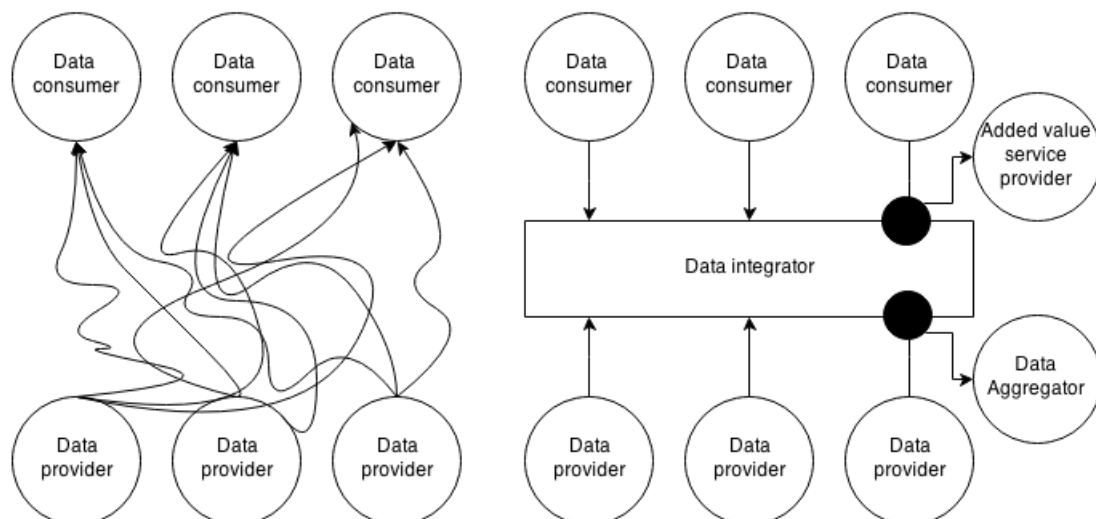 Data
consumer
Data
consumer
Data
consumer
Data
provider
Data
provider
Data
provider
Data
consumer
Data
consumer
Data
consumer
Added value
service
provider
Data integrator
Data
Aggregator
Data
provider
Data
provider
Data
provider